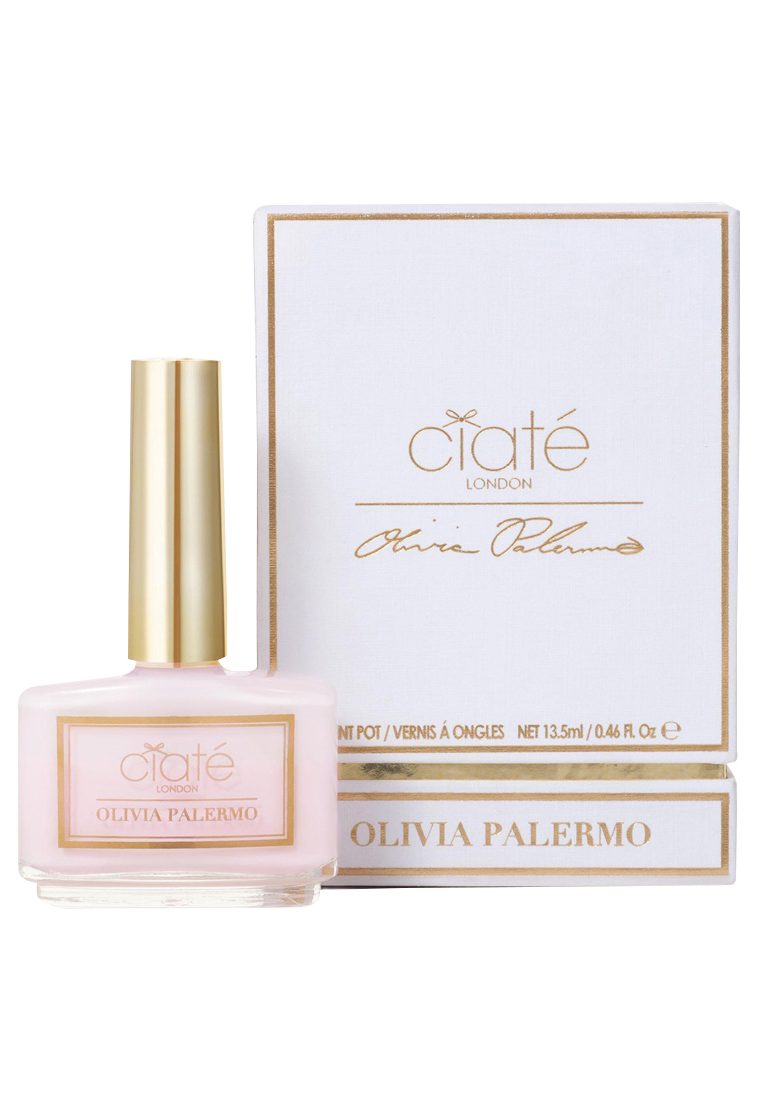 ciaté
LONDON
Olivia Palermo
NT POT / VERNIS Á ONGLES NET 13.5ml / 0.46 Fl. Oz ℮
OLIVIA PALERMO
ciaté
LONDON
OLIVIA PALERMO